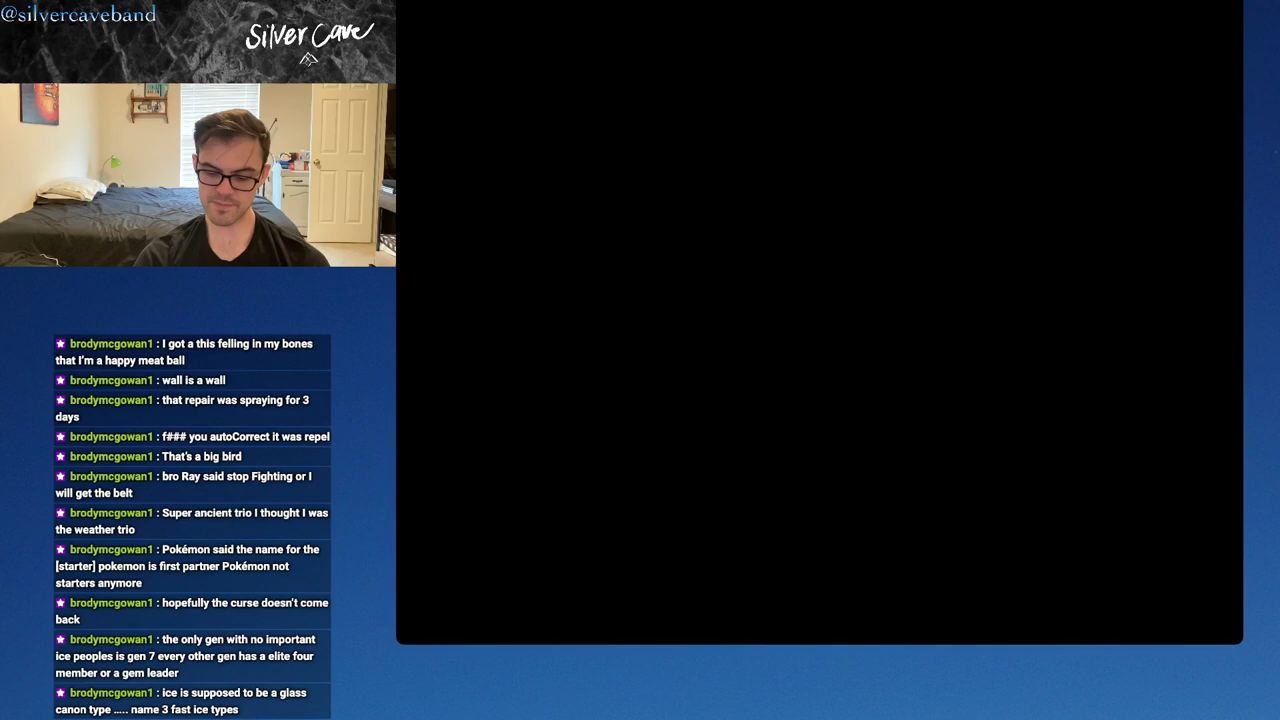 @silvercaveband
Silver Cave
brodymcgowan1 : I got a this felling in my bones
that I'm a happy meat ball
brodymcgowan1 : wall is a wall
brodymcgowan1 : that repair was spraying for 3
days
brodymcgowan1 : f### you autoCorrect it was repel
brodymcgowan1 : That's a big bird
brodymcgowan1 : bro Ray said stop Fighting or I
will get the belt
brodymcgowan1 : Super ancient trio I thought I was
the weather trio
brodymcgowan1 : Pokémon said the name for the
[starter] pokemon is first partner Pokémon not
starters anymore
brodymcgowan1 : hopefully the curse doesn't come
back
brodymcgowan1 : the only gen with no important
ice peoples is gen 7 every other gen has a elite four
member or a gem leader
brodymcgowan1 : ice is supposed to be a glass
canon type ..... name 3 fast ice types